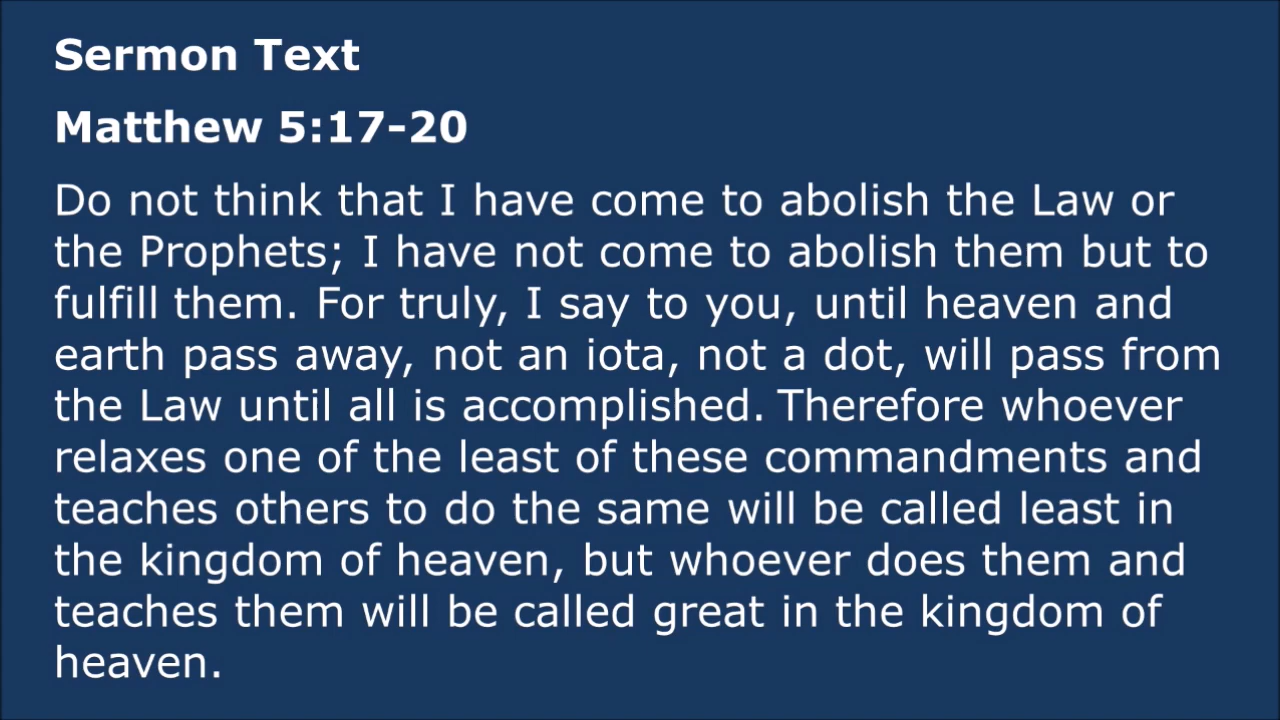 Sermon Text
Matthew 5:17-20
Do not think that I have come to abolish the Law or
the Prophets; I have not come to abolish them but to
fulfill them. For truly, I say to you, until heaven and
earth pass away, not an iota, not a dot, will pass from
the Law until all is accomplished. Therefore whoever
relaxes one of the least of these commandments and
teaches others to do the same will be called least in
the kingdom of heaven, but whoever does them and
teaches them will be called great in the kingdom of
heaven.